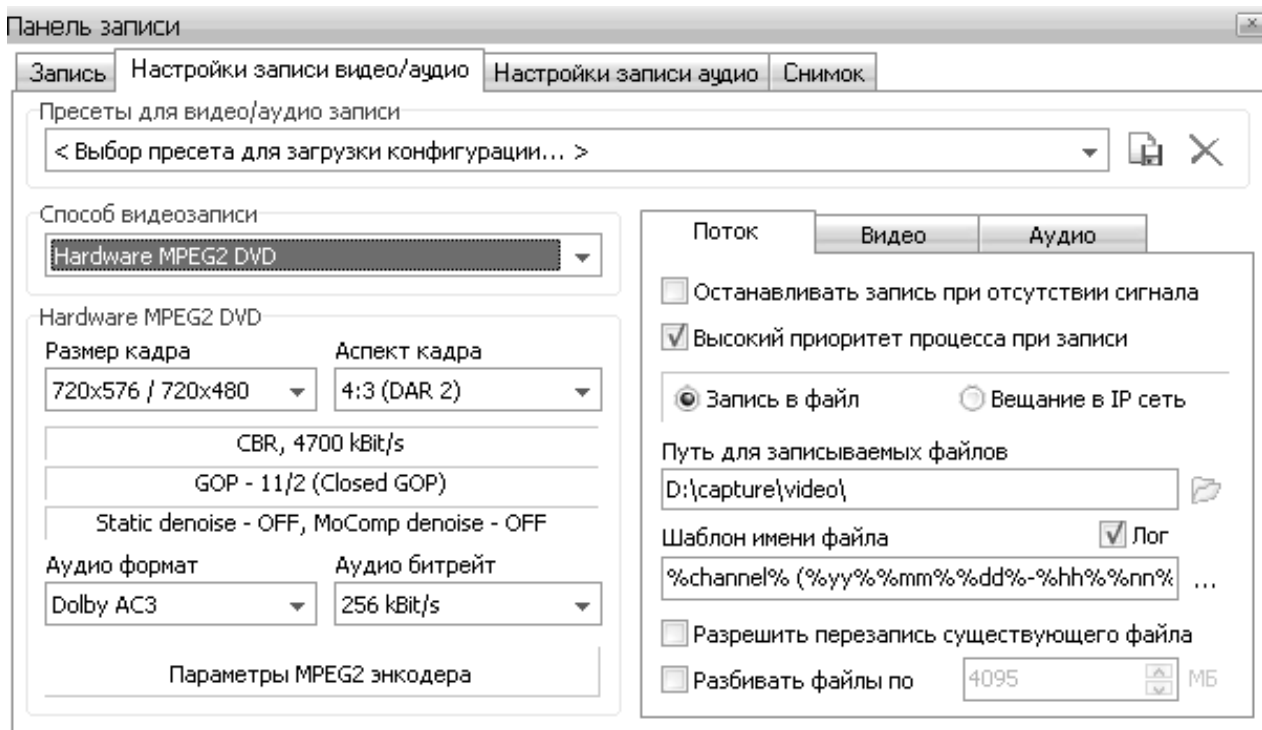 Панель записи
Запись Настройки записи видео/аудио Настройки записи аудио Снимок
Пресеты для видео/аудио записи
< Выбор пресета для загрузки конфигурации... >
Способ видеозаписи
Hardware MPEG2 DVD
Hardware MPEG2 DVD
Размер кадра Аспект кадра
720x576 / 720x480 4:3 (DAR 2)
CBR, 4700 kBit/s
GOP - 11/2 (Closed GOP)
Static denoise - OFF, MoComp denoise - OFF
Аудио формат Аудио битрейт
Dolby AC3 256 kBit/s
Параметры MPEG2 энкодера
Поток Видео Аудио
Останавливать запись при отсутствии сигнала
Высокий приоритет процесса при записи
Запись в файл Вещание в IP сеть
Путь для записываемых файлов
D:\capture\video\
Шаблон имени файла Лог
%channel% (%yy%%mm%%dd%-%hh%%nn% ...
Разрешить перезапись существующего файла
Разбивать файлы по 4095 МБ